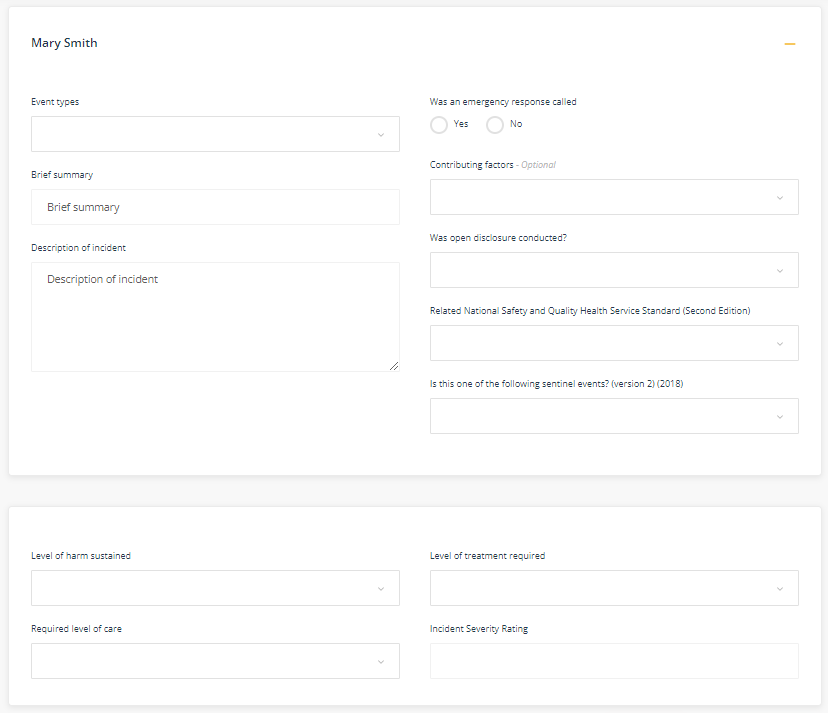 Mary Smith
Event types
Brief summary
Brief summary
Description of incident
Description of incident
Was an emergency response called
Yes No
Contributing factors - Optional
Was open disclosure conducted?
Related National Safety and Quality Health Service Standard (Second Edition)
Is this one of the following sentinel events? (version 2) (2018)
Level of harm sustained
Level of treatment required
Required level of care
Incident Severity Rating